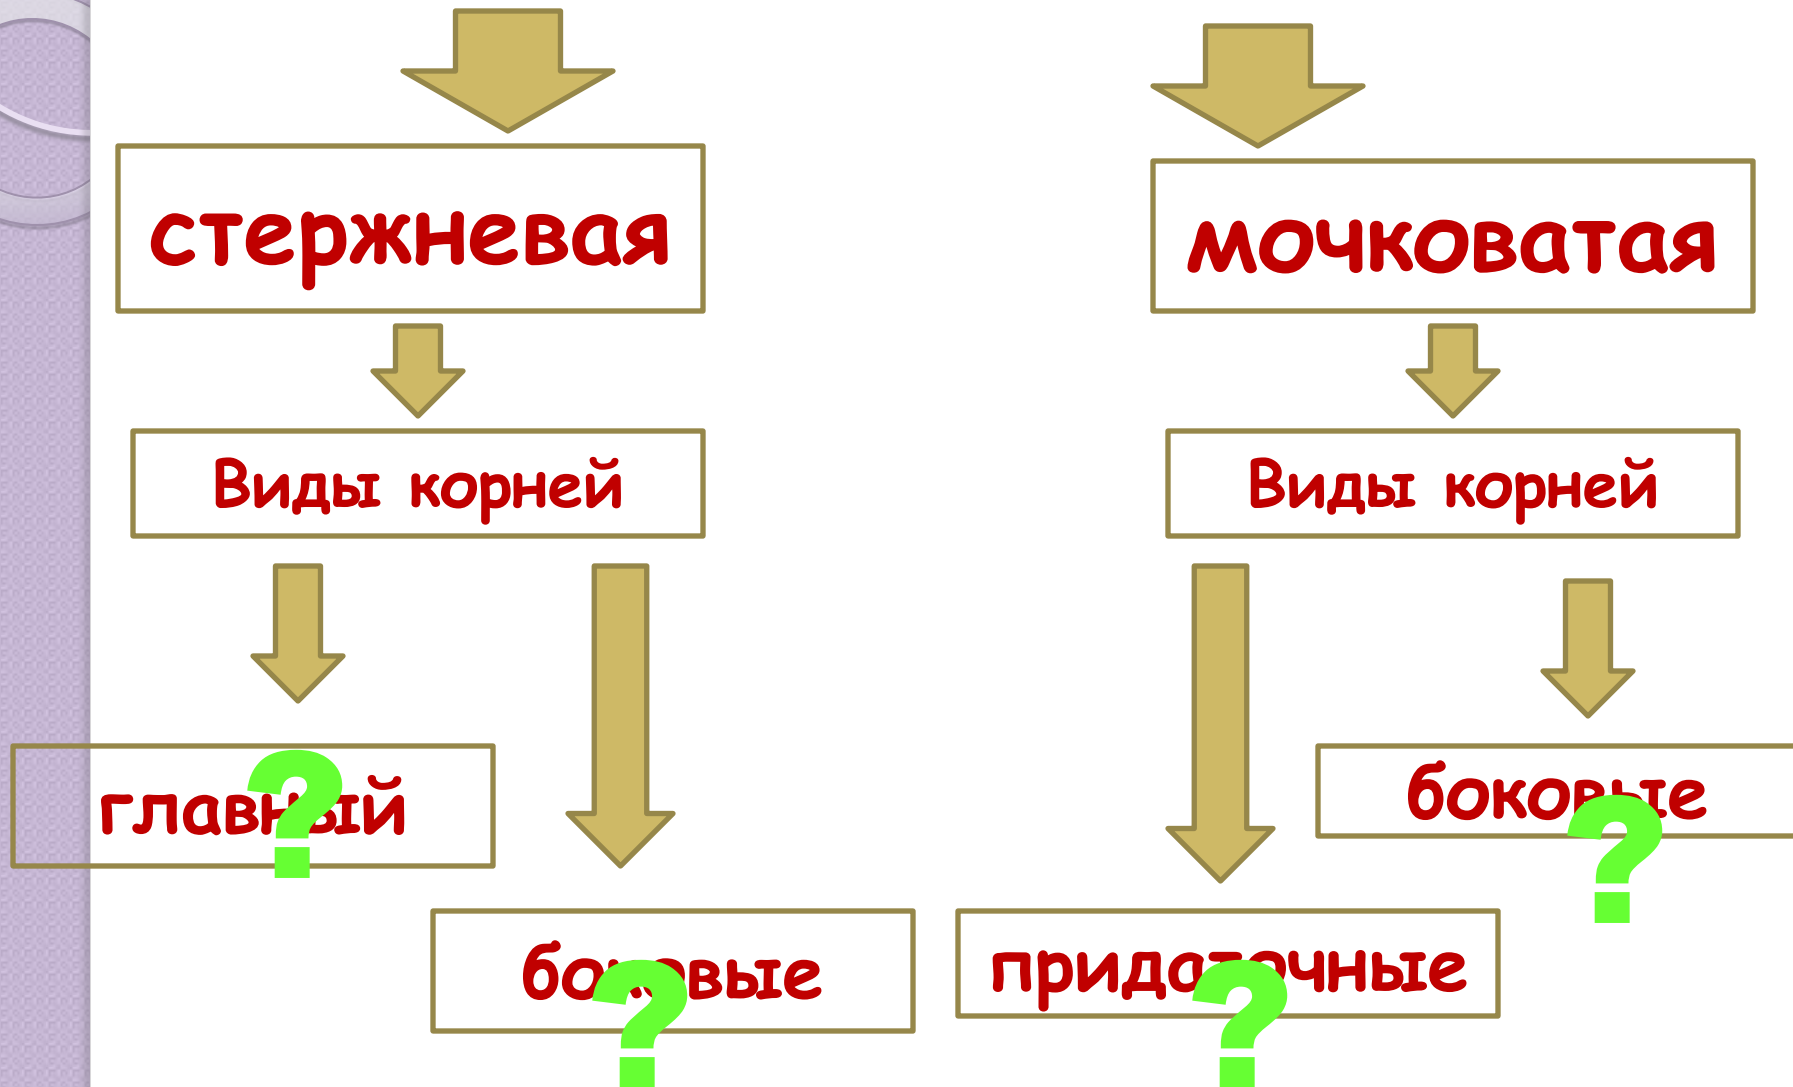 стержневая
мочковатая
Виды корней
Виды корней
главный
?
боковые
?
боковые
?
придаточные
?